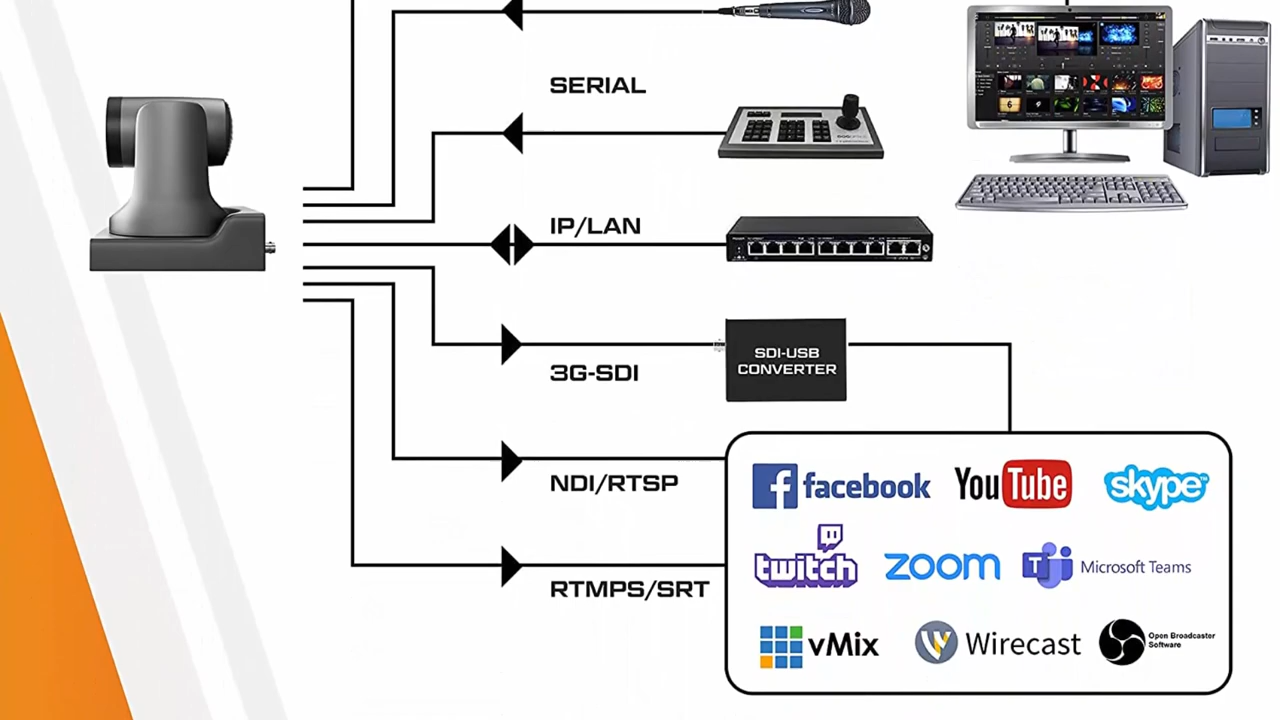 SERIAL
IP/LAN
SDI-USB
CONVERTER
3G-SDI
NDI/RTSP
RTMPS/SRT
facebook
YouTube
skype
twitch
zoom
Microsoft Teams
vMix
Wirecast
Open Broadcaster
Software